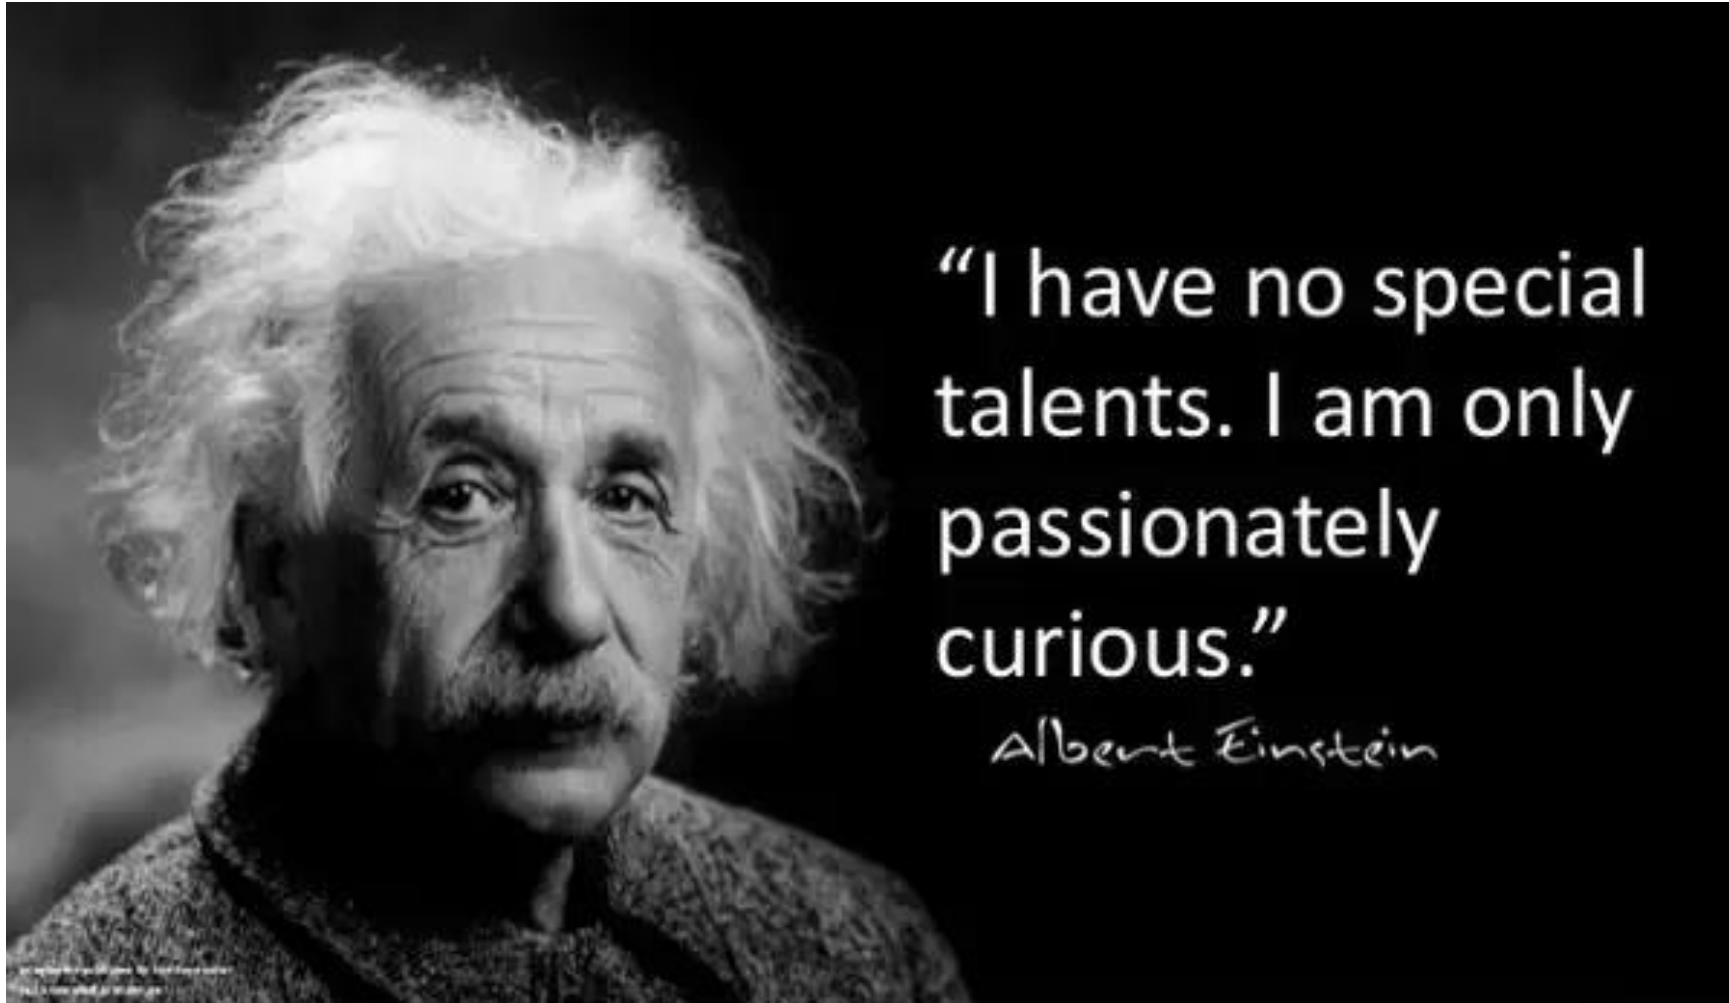 “I have no special
talents. I am only
passionately
curious.”
Albert Einstein